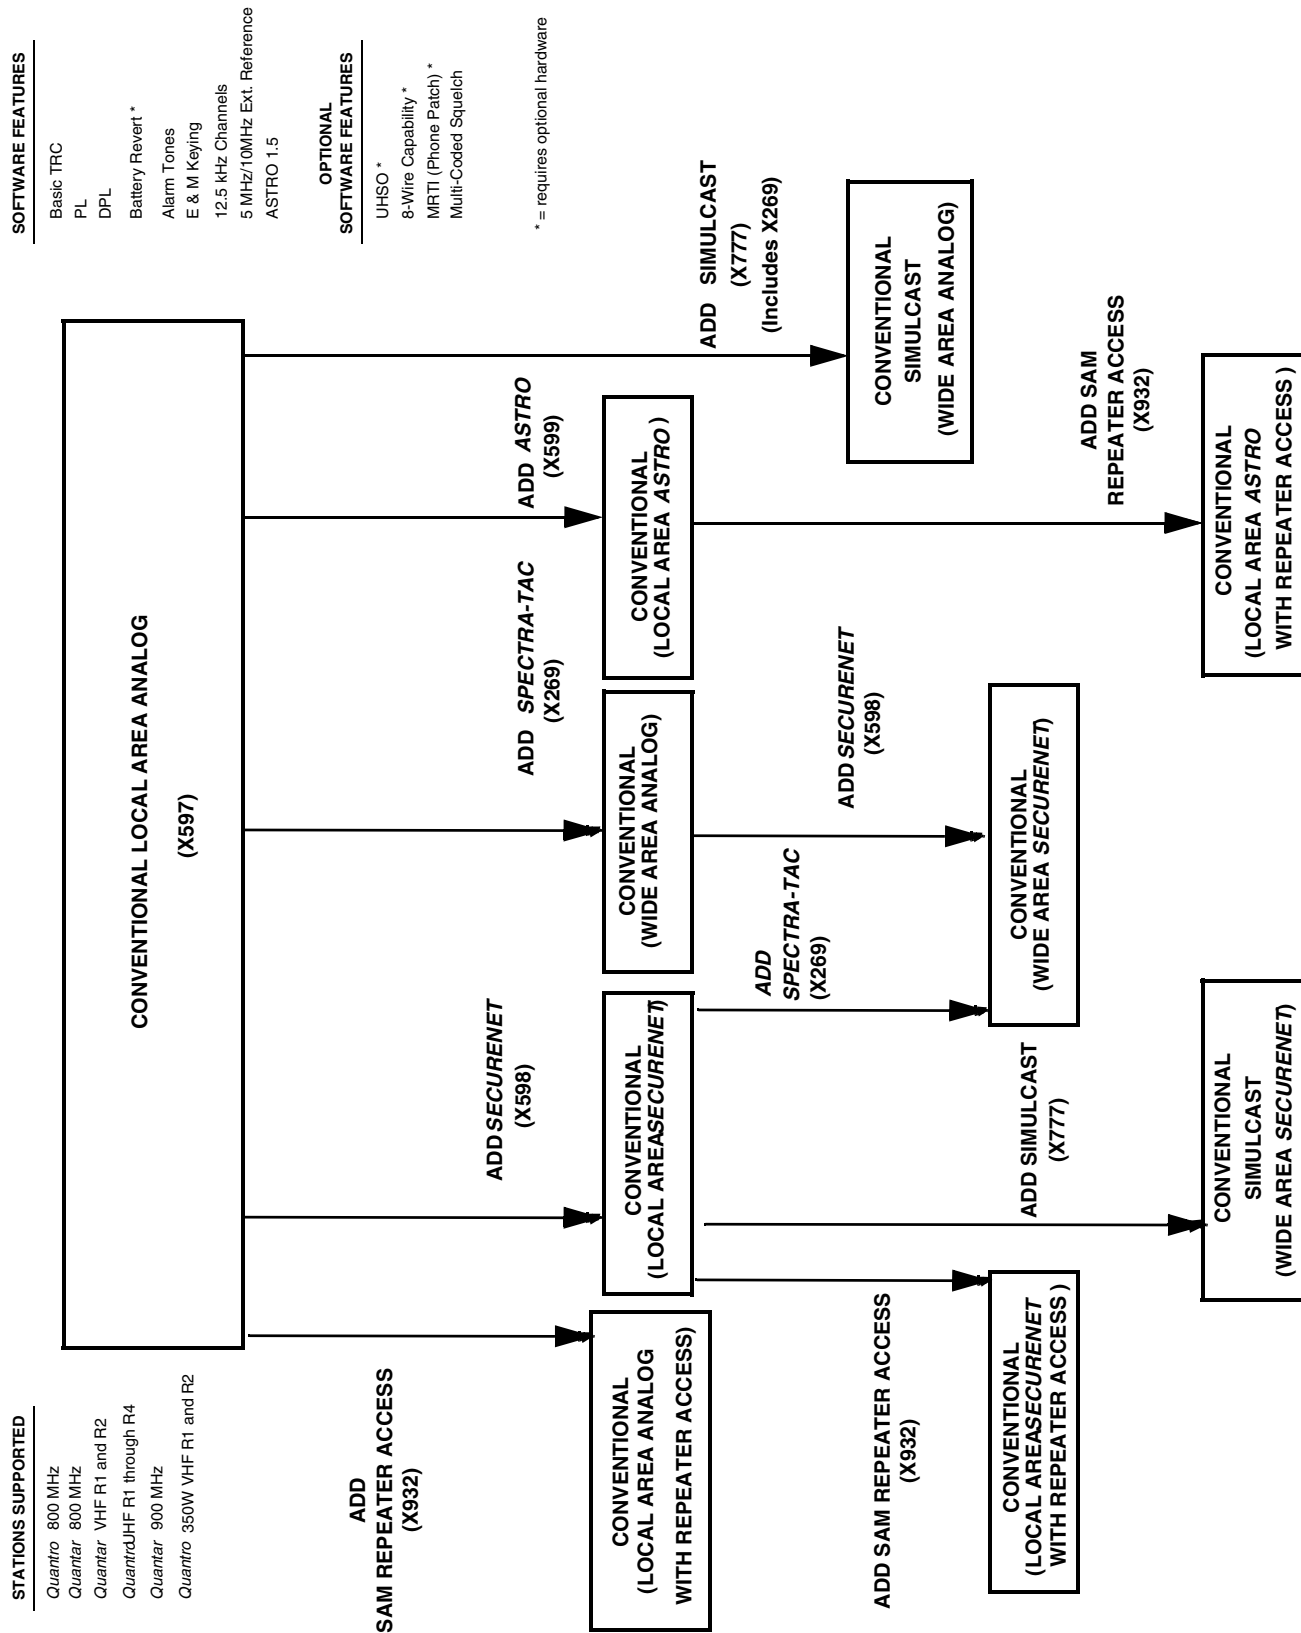 STATIONS SUPPORTED
Quantro 800 MHz
Quantar 800 MHz
Quantar VHF R1 and R2
UHF R1 through R4
Quantar 900 MHz
Quantro 350W VHF R1 and R2
CONVENTIONAL LOCAL AREA ANALOG
(X597)
SOFTWARE FEATURES
Basic TRC
PL
DPL
Battery Revert *
Alarm Tones
E & M Keying
12.5 kHz Channels
5 MHz/10MHz Ext. Reference
ASTRO 1.5
OPTIONAL
SOFTWARE FEATURES
UHSO *
8-Wire Capability *
MRTI (Phone Patch) *
Multi-Coded Squelch
* = requires optional hardware
ADD
SAM REPEATER ACCESS
(X932)
ADD SECURENET
(X598)
ADD SPECTRA-TAC
(X269)
ADD ASTRO
(X599)
ADD SIMULCAST
(X777)
(Includes X269)
CONVENTIONAL
(LOCAL AREA ANALOG
WITH REPEATER ACCESS)
CONVENTIONAL
(LOCAL AREASECURENET)
CONVENTIONAL
(WIDE AREA ANALOG)
CONVENTIONAL
(LOCAL AREA ASTRO )
CONVENTIONAL
SIMULCAST
(WIDE AREA ANALOG)
ADD SAM REPEATER ACCESS
(X932)
ADD SIMULCAST
(X777)
ADD
SPECTRA-TAC
(X269)
ADD SECURENET
(X598)
ADD SAM
REPEATER ACCESS
(X932)
CONVENTIONAL
(LOCAL AREASECURENET
WITH REPEATER ACCESS )
CONVENTIONAL
(WIDE AREA SECURENET)
CONVENTIONAL
SIMULCAST
(WIDE AREA SECURENET)
CONVENTIONAL
(LOCAL AREA ASTRO
WITH REPEATER ACCESS )